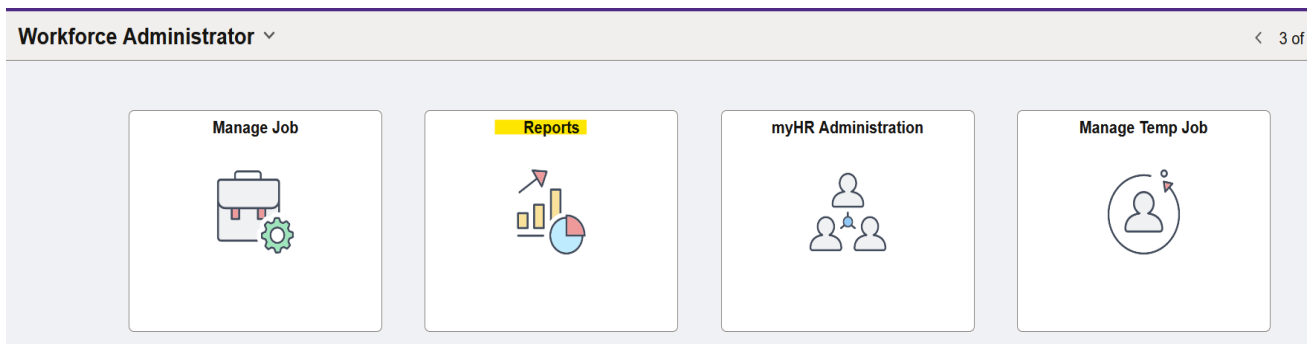 Workforce Administrator
3 of
Manage Job
Reports
myHR Administration
Manage Temp Job